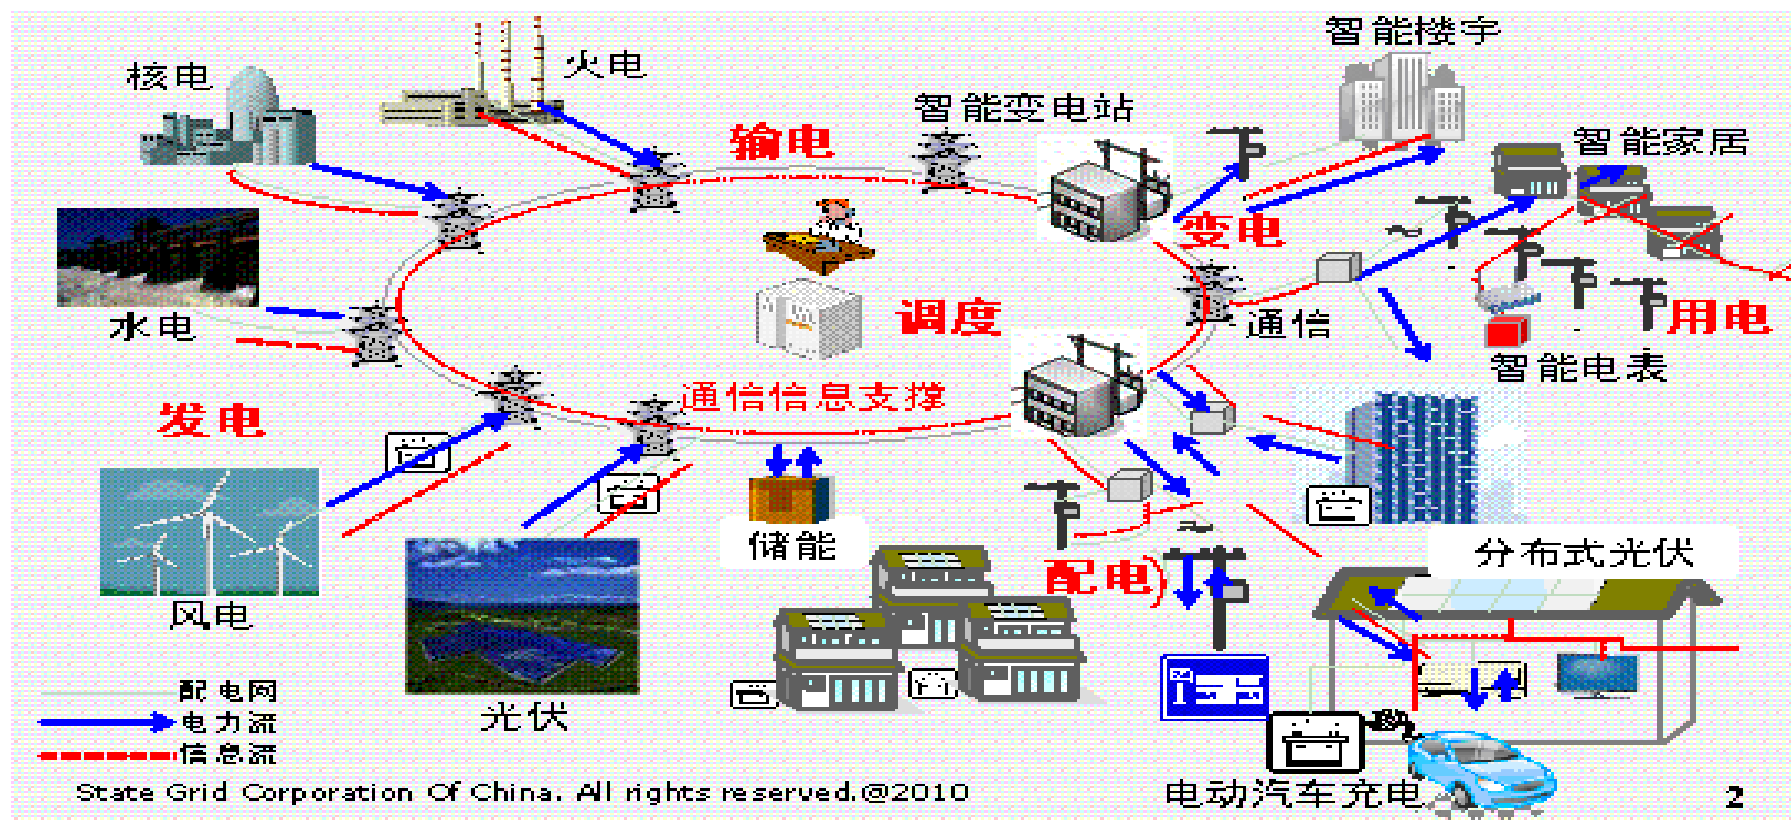 智能楼宇
火电
核电
智能变电站
输电
智能家居
变电
水电
调度
通信
用电
智能电表
通信信息支撑
发电
储能
分布式光伏
配电)
风电
配电网
光伏
电力流
信息流
State Grid Corporation Of China. All rights reserved.@2010
电动汽车充电
2